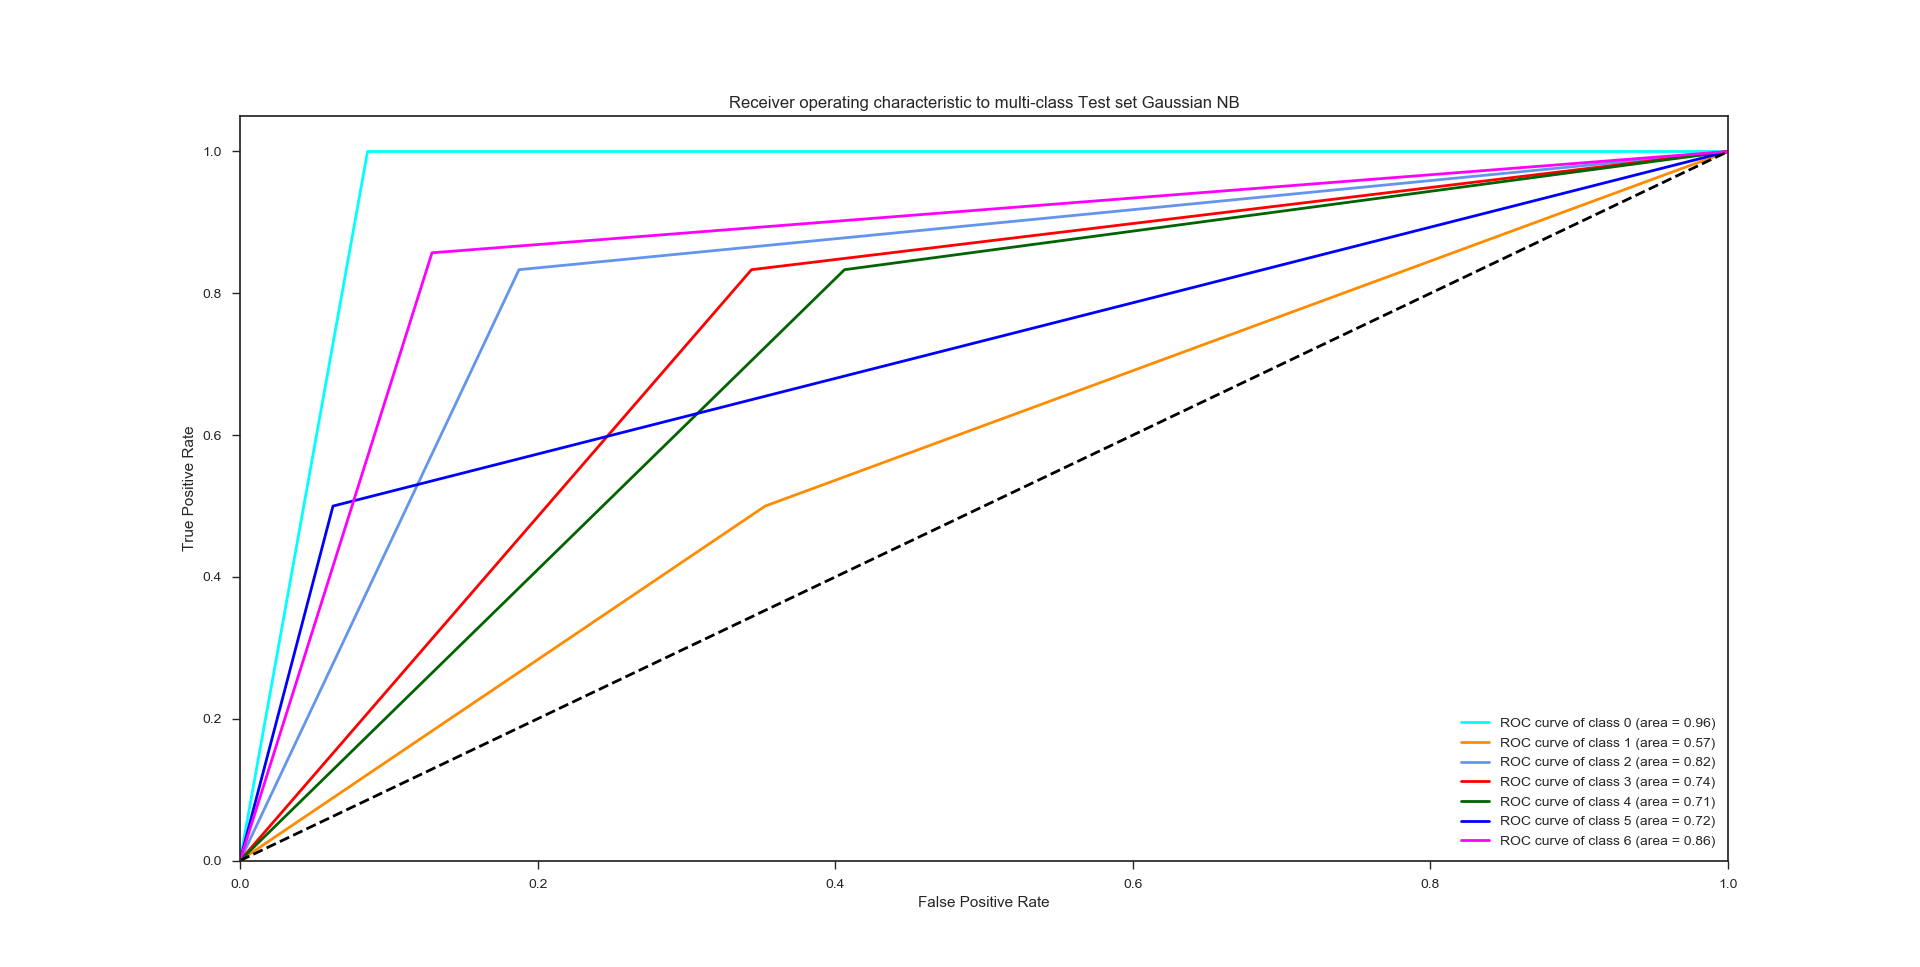 Receiver operating characteristic to multi-class Test set Gaussian NB
1.0
0.8
0.6
0.4
0.2
0.0
True Positive Rate
ROC curve of class 0 (area = 0.96)
ROC curve of class 1 (area = 0.57)
ROC curve of class 2 (area = 0.82)
ROC curve of class 3 (area = 0.74)
ROC curve of class 4 (area = 0.71)
ROC curve of class 5 (area = 0.72)
ROC curve of class 6 (area = 0.86)
0.0 0.2 0.4 0.6 0.8 1.0
False Positive Rate